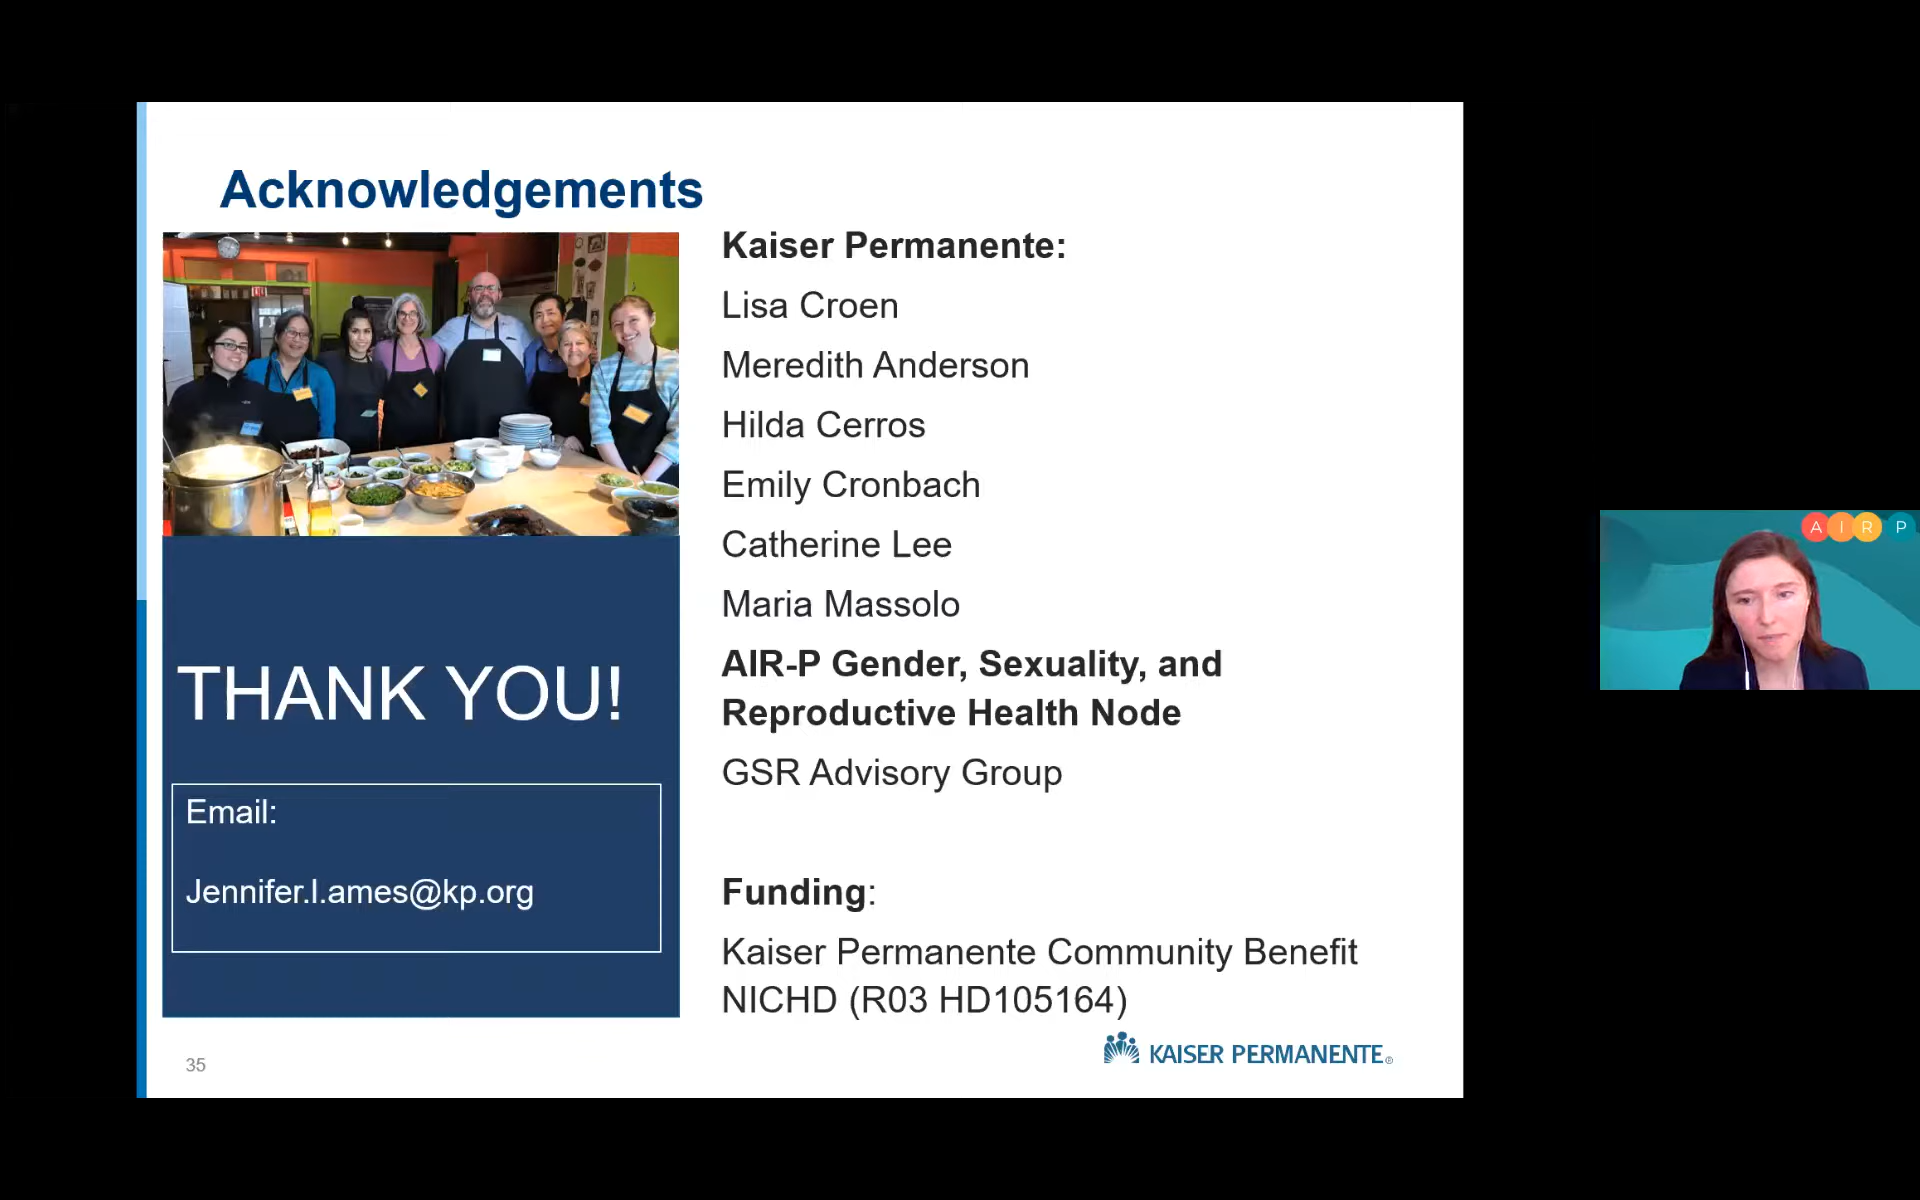 Acknowledgements
Kaiser Permanente:
Lisa Croen
Meredith Anderson
Hilda Cerros
Emily Cronbach
Catherine Lee
Maria Massolo
AIR-P Gender, Sexuality, and
Reproductive Health Node
GSR Advisory Group
Funding:
Kaiser Permanente Community Benefit
NICHD (R03 HD105164)
THANK YOU!
Email:
Jennifer.l.ames@kp.org
35
KAISER PERMANENTE®
A I R P